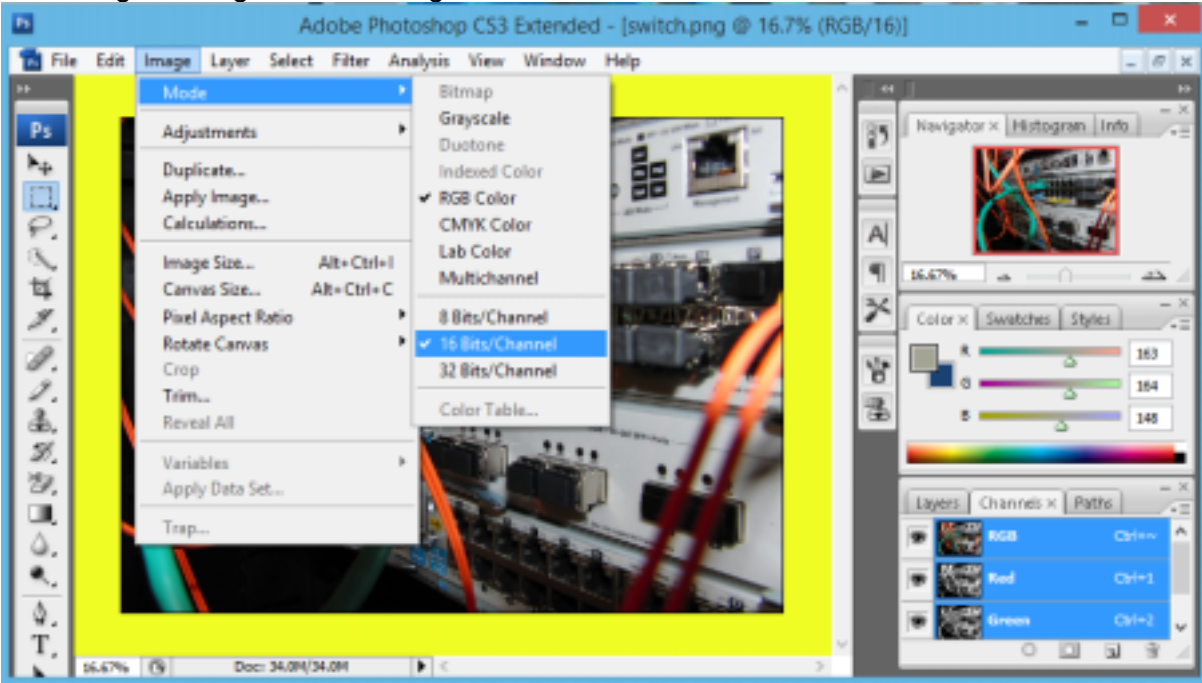 Adobe Photoshop CS3 Extended - [switch.png @ 16.7% (RGB/16)]
File Edit Image Layer Select Filter Analysis View Window Help
Mode
Adjustments
Duplicate...
Apply Image...
Calculations...
Image Size... Alt+Ctrl+I
Canvas Size... Alt+Ctrl+C
Pixel Aspect Ratio
Rotate Canvas
Crop
Trim...
Reveal All
Variables
Apply Data Set...
Trap...
Bitmap
Grayscale
Duotone
Indexed Color
RGB Color
CMYK Color
Lab Color
Multichannel
8 Bits/Channel
16 Bits/Channel
32 Bits/Channel
Color Table...
Ps
T
Management
16.67% Doc: 34.0M/34.0M
A
Navigator Histogram Info
16.67%
Color Swatches Styles
R 163
G 164
B 148
Layers Channels Paths
RGB Ctrl+~
Red Ctrl+1
Green Ctrl+2